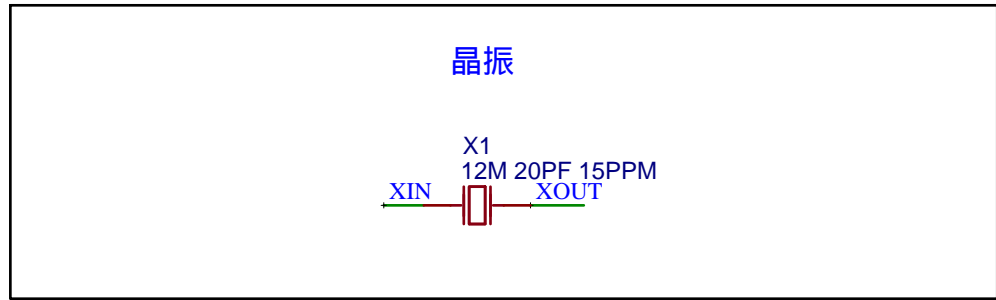 晶振
X1
12M 20PF 15PPM
XIN
XOUT